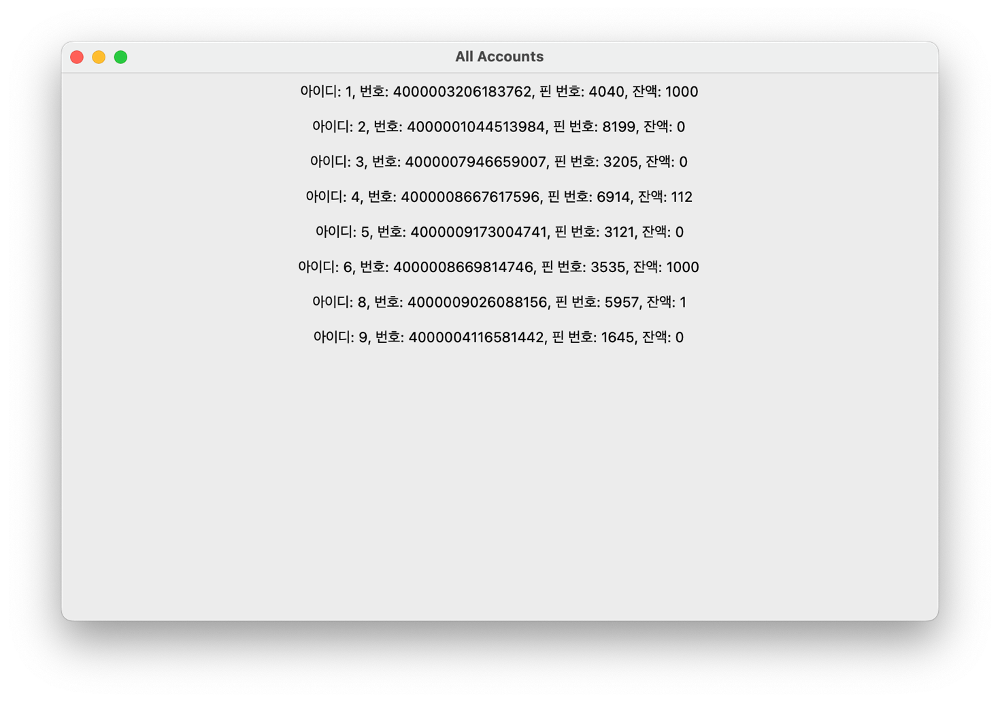 All Accounts
아이디: 1, 번호: 4000003206183762, 핀 번호: 4040, 잔액: 1000
아이디: 2, 번호: 4000001044513984, 핀 번호: 8199, 잔액: 0
아이디: 3, 번호: 4000007946659007, 핀 번호: 3205, 잔액: 0
아이디: 4, 번호: 4000008667617596, 핀 번호: 6914, 잔액: 112
아이디: 5, 번호: 4000009173004741, 핀 번호: 3121, 잔액: 0
아이디: 6, 번호: 4000008669814746, 핀 번호: 3535, 잔액: 1000
아이디: 8, 번호: 4000009026088156, 핀 번호: 5957, 잔액: 1
아이디: 9, 번호: 4000004116581442, 핀 번호: 1645, 잔액: 0